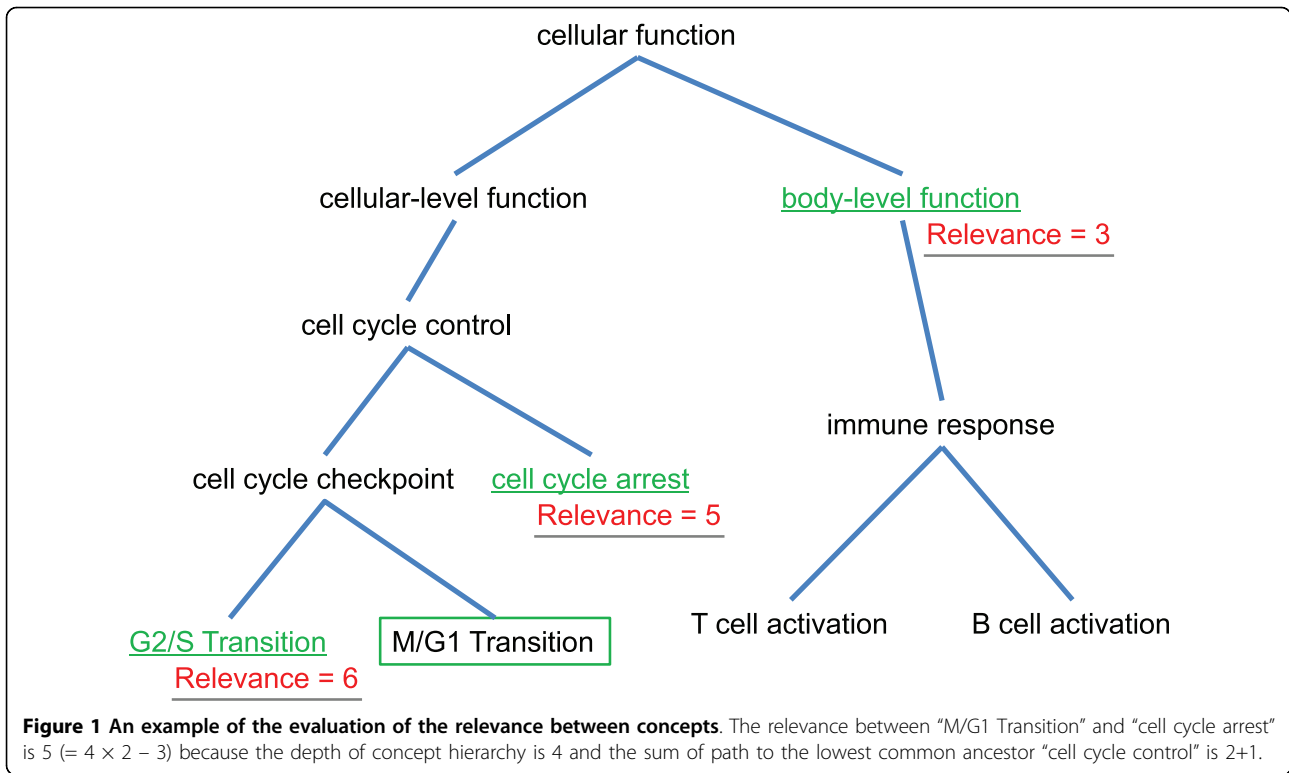 cellular function
cellular-level function
body-level function
Relevance = 3
cell cycle control
immune response
cell cycle checkpoint
cell cycle arrest
Relevance = 5
T cell activation
B cell activation
G2/S Transition
M/G1 Transition
Relevance = 6
Figure 1 An example of the evaluation of the relevance between concepts. The relevance between “M/G1 Transition” and “cell cycle arrest”
is 5 (= 4 × 2 – 3) because the depth of concept hierarchy is 4 and the sum of path to the lowest common ancestor “cell cycle control” is 2+1.